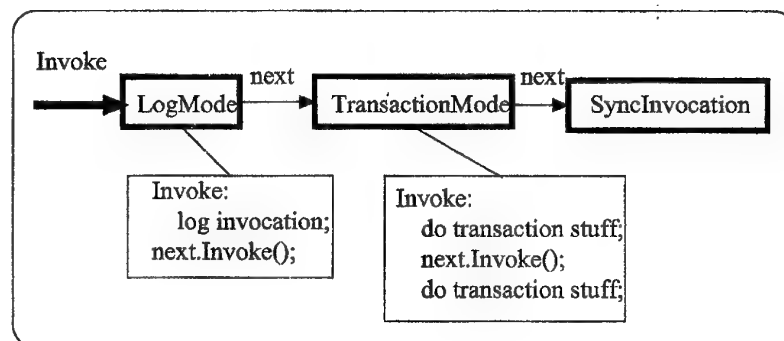 Invoke
next
next
LogMode
TransactionMode
SyncInvocation
Invoke:
log invocation;
next.Invoke();
Invoke:
do transaction stuff;
next.Invoke();
do transaction stuff;